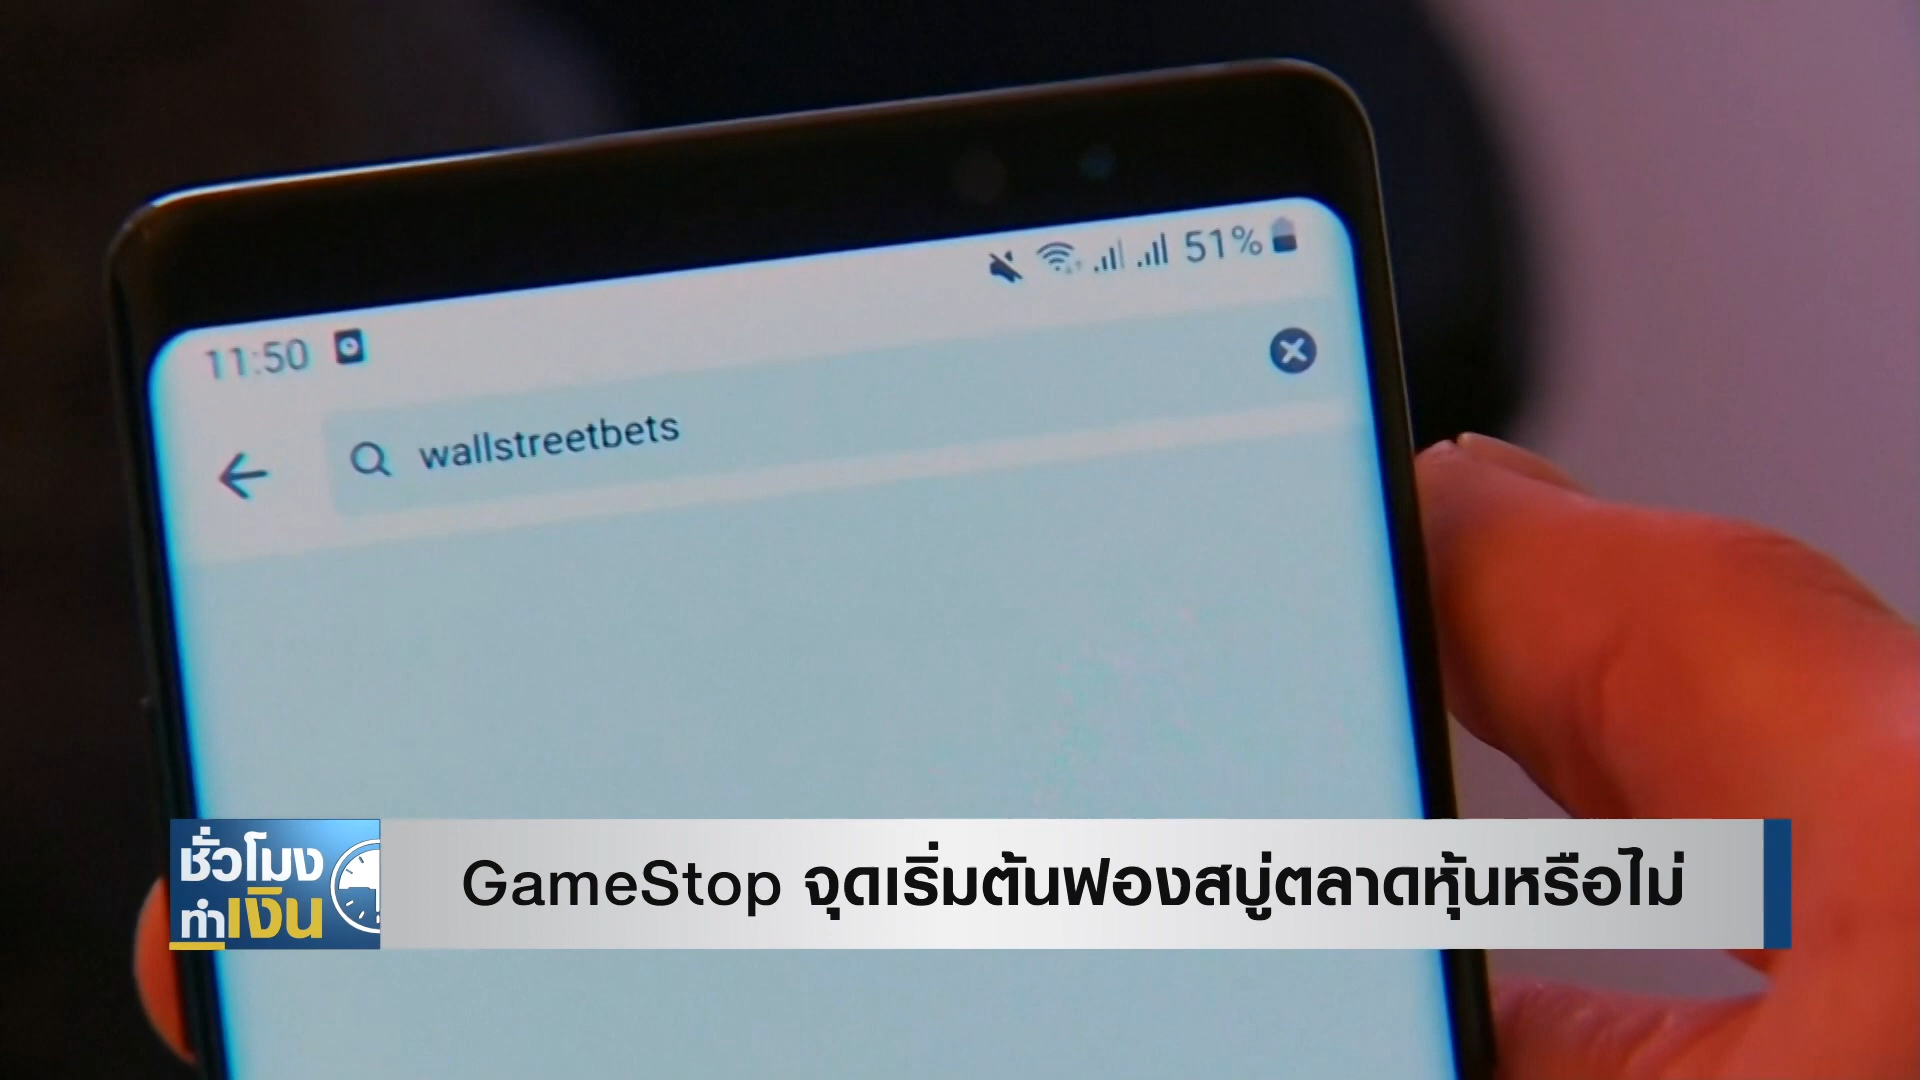 51%
11:50
wallstreetbets
ชั่วโมง
ทำเงิน
GameStop จุดเริ่มต้นฟองสบู่ตลาดหุ้นหรือไม่